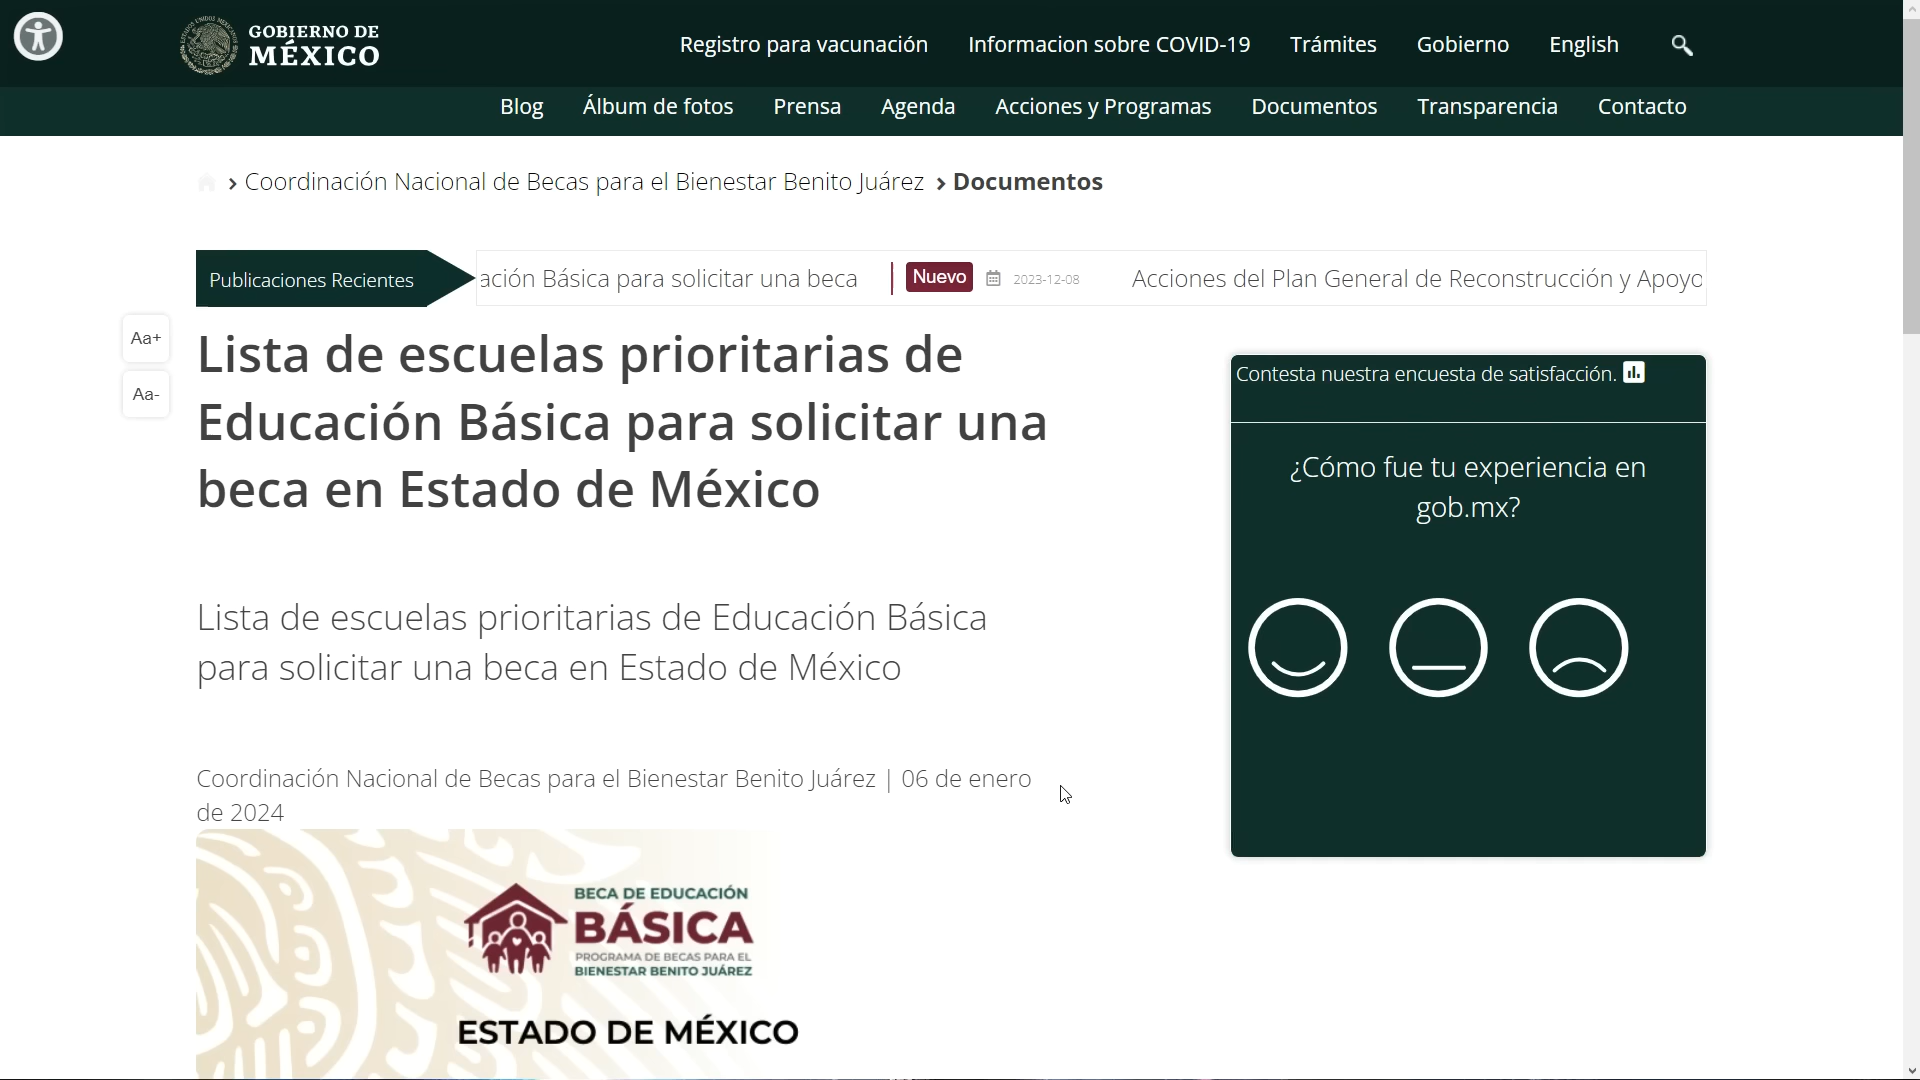 GOBIERNO DE
MÉXICO
Registro para vacunación
Informacion sobre COVID-19
Trámites
Gobierno
English
Blog
Álbum de fotos
Prensa
Agenda
Acciones y Programas
Documentos
Transparencia
Contacto
› Coordinación Nacional de Becas para el Bienestar Benito Juárez › Documentos
Publicaciones Recientes
ación Básica para solicitar una beca
Nuevo
2023-12-08
Acciones del Plan General de Reconstrucción y Apoyo
Aa+
Aa-
Lista de escuelas prioritarias de
Educación Básica para solicitar una
beca en Estado de México
Lista de escuelas prioritarias de Educación Básica
para solicitar una beca en Estado de México
Coordinación Nacional de Becas para el Bienestar Benito Juárez | 06 de enero
de 2024
BECA DE EDUCACIÓN
BÁSICA
PROGRAMA DE BECAS PARA EL
BIENESTAR BENITO JUÁREZ
ESTADO DE MÉXICO
Contesta nuestra encuesta de satisfacción.
¿Cómo fue tu experiencia en
gob.mx?